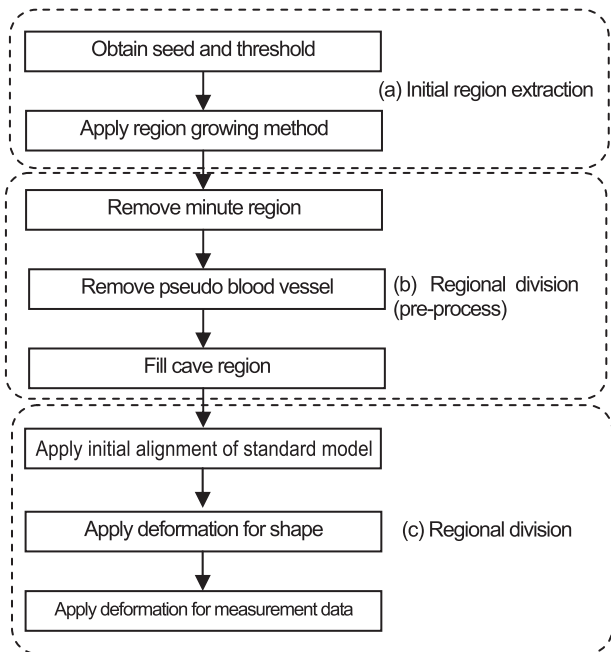 Obtain seed and threshold
(a) Initial region extraction
Apply region growing method
Remove minute region
Remove pseudo blood vessel
(b) Regional division
(pre-process)
Fill cave region
Apply initial alignment of standard model
Apply deformation for shape
(c) Regional division
Apply deformation for measurement data